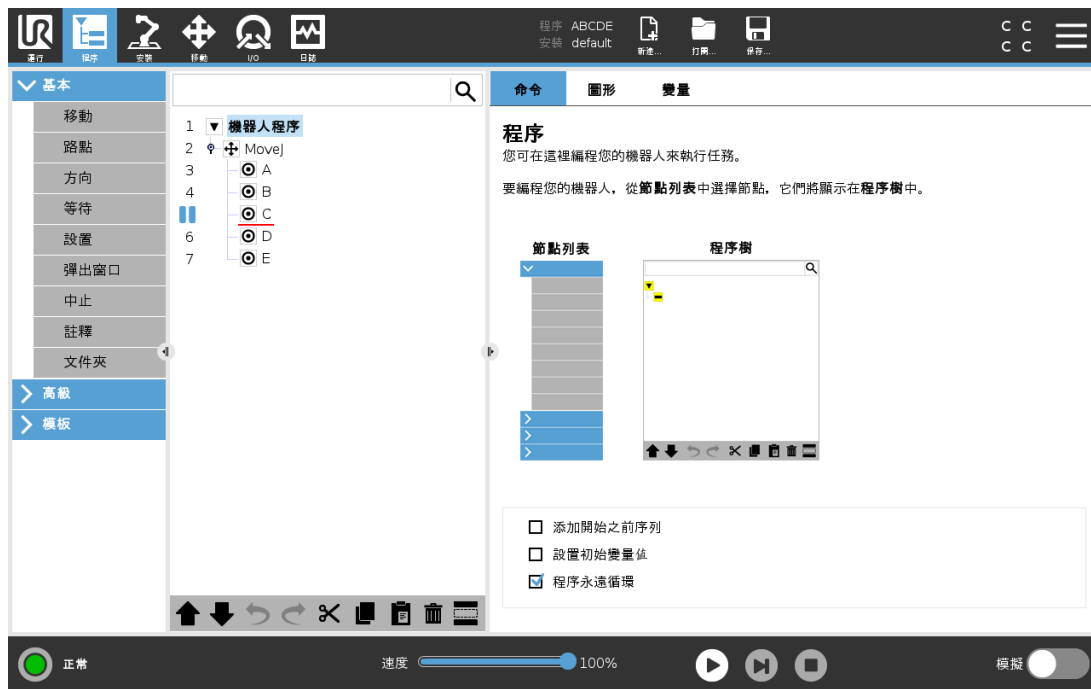 UR
程序 ABCDE
安裝 default
運行
程序
安裝
移動
I/O
日誌
新建...
打開...
保存...
C C
C C
基本
移動
路點
方向
等待
設置
彈出窗口
中止
註釋
文件夾
高級
模板
1 機器人程序
2 MoveJ
3 A
4 B
C
6 D
7 E
命令 圖形 變量
程序
您可在這裡編程您的機器人來執行任務。
要編程您的機器人，從節點列表中選擇節點，它們將顯示在程序樹中。
節點列表
程序樹
添加開始之前序列
設置初始變量值
程序永遠循環
正常
速度
100%
模擬